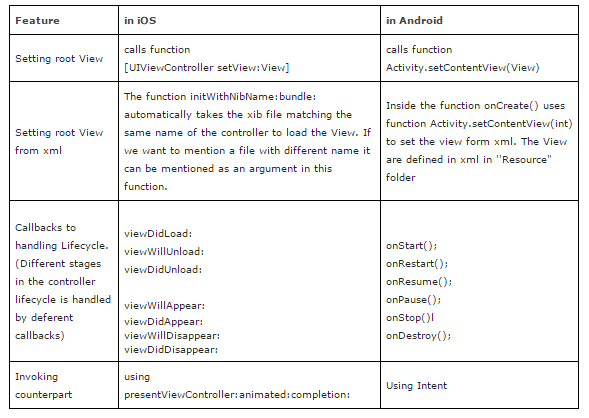 Feature
in iOS
in Android
Setting root View
calls function
[UIViewController setView:View]
calls function
Activity.setContentView(View)
Setting root View
from xml
The function initWithNibName:bundle:
automatically takes the xib file matching the
same name of the controller to load the View. If
we want to mention a file with different name it
can be mentioned as an argument in this
function.
Inside the function onCreate() uses
function Activity.setContentView(int)
to set the view form xml. The View
are defined in xml in "Resource"
folder
Callbacks to
handling Lifecycle.
(Different stages
in the controller
lifecycle is handled
by deferent
callbacks)
viewDidLoad:
viewWillUnload:
viewDidUnload:
viewWillAppear:
viewDidAppear:
viewWillDisappear:
viewDidDisappear:
onStart();
onRestart();
onResume();
onPause();
onStop()l
onDestroy();
Invoking
counterpart
using
presentViewController:animated:completion:
Using Intent